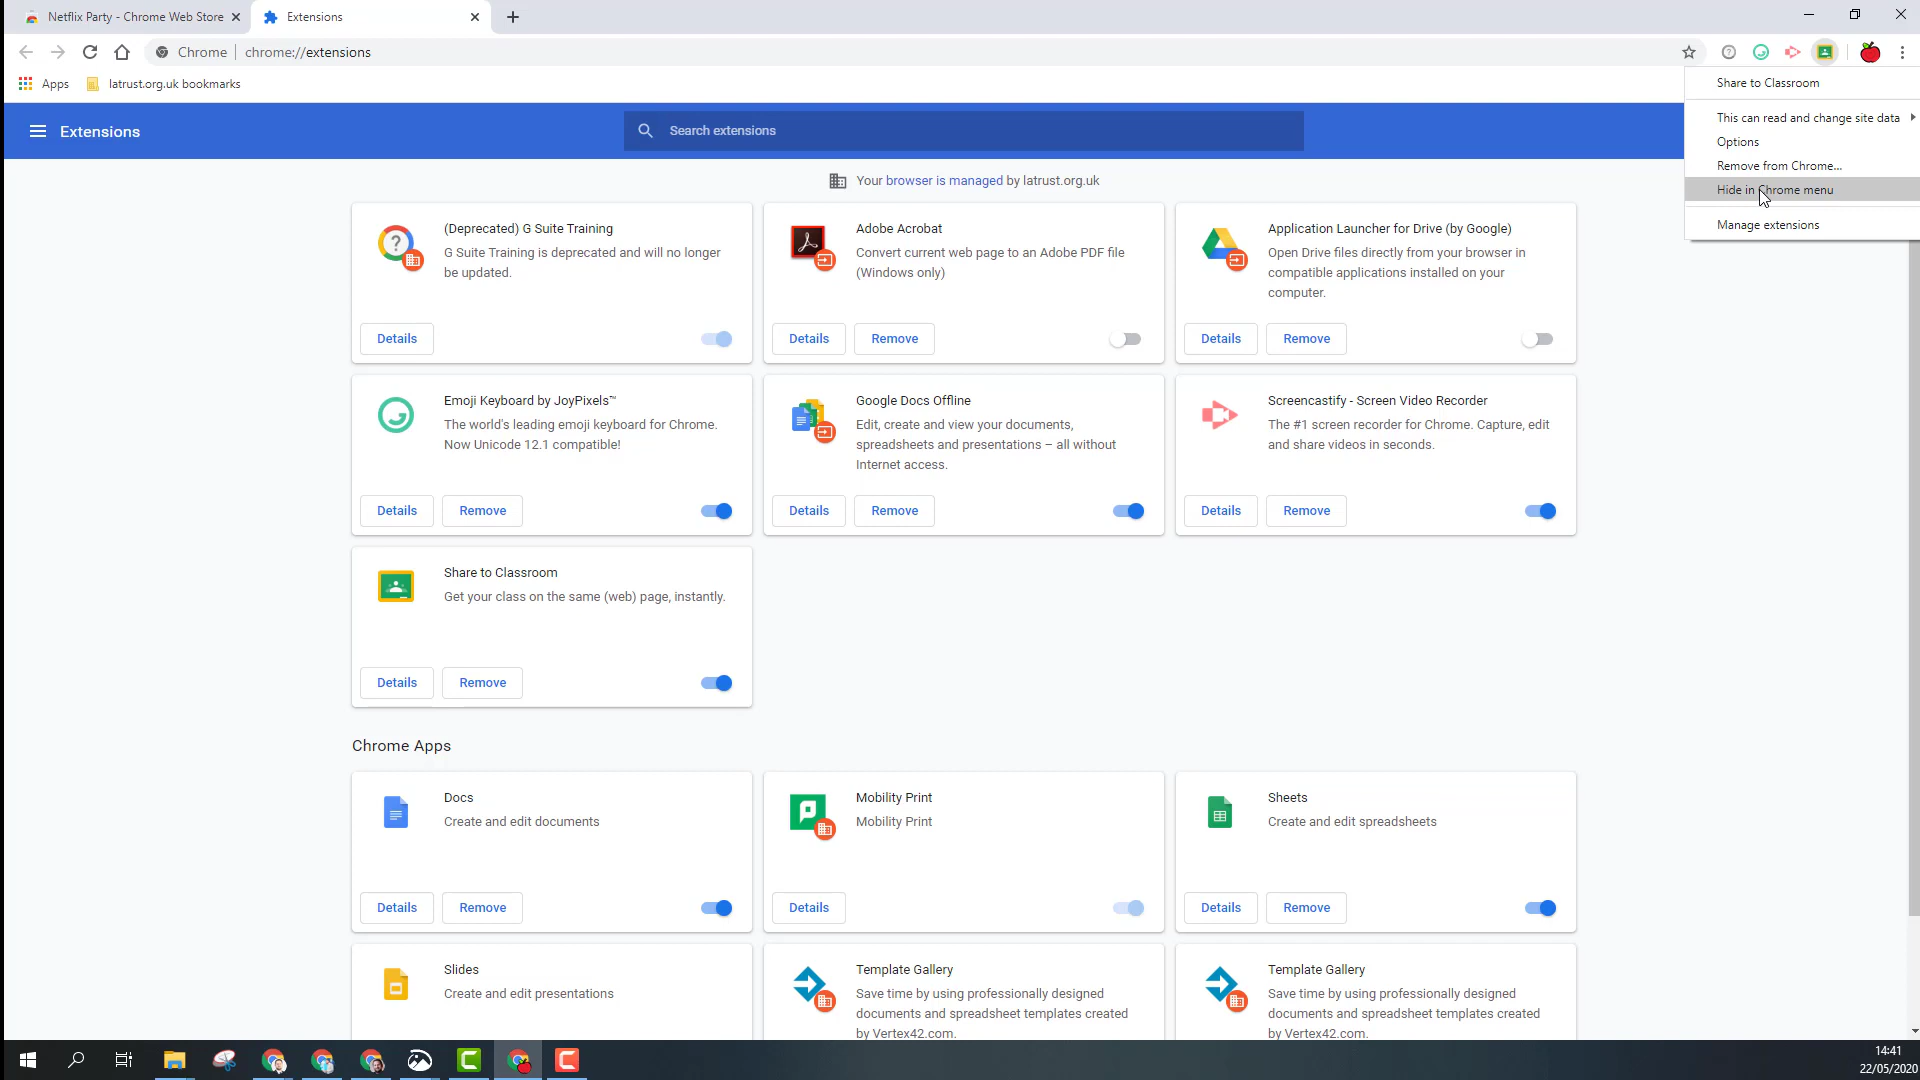 Netflix Party - Chrome Web Store
Extensions
Chrome
chrome://extensions
Apps
latrust.org.uk bookmarks
Share to Classroom
This can read and change site data
Options
Remove from Chrome...
Hide in Chrome menu
Manage extensions
Extensions
Search extensions
Your browser is managed by latrust.org.uk
(Deprecated) G Suite Training
G Suite Training is deprecated and will no longer
be updated.
Details
Adobe Acrobat
Convert current web page to an Adobe PDF file
(Windows only)
Details
Remove
Application Launcher for Drive (by Google)
Open Drive files directly from your browser in
compatible applications installed on your
computer.
Details
Remove
Emoji Keyboard by JoyPixels™
The world's leading emoji keyboard for Chrome.
Now Unicode 12.1 compatible!
Details
Remove
Google Docs Offline
Edit, create and view your documents,
spreadsheets and presentations – all without
Internet access.
Details
Remove
Screencastify - Screen Video Recorder
The #1 screen recorder for Chrome. Capture, edit
and share videos in seconds.
Details
Remove
Share to Classroom
Get your class on the same (web) page, instantly.
Details
Remove
Chrome Apps
Docs
Create and edit documents
Details
Remove
Mobility Print
Mobility Print
Details
Sheets
Create and edit spreadsheets
Details
Remove
Slides
Create and edit presentations
Template Gallery
Save time by using professionally designed
documents and spreadsheet templates created
by Vertex42.com.
Template Gallery
Save time by using professionally designed
documents and spreadsheet templates created
by Vertex42.com.
14:41
22/05/2020